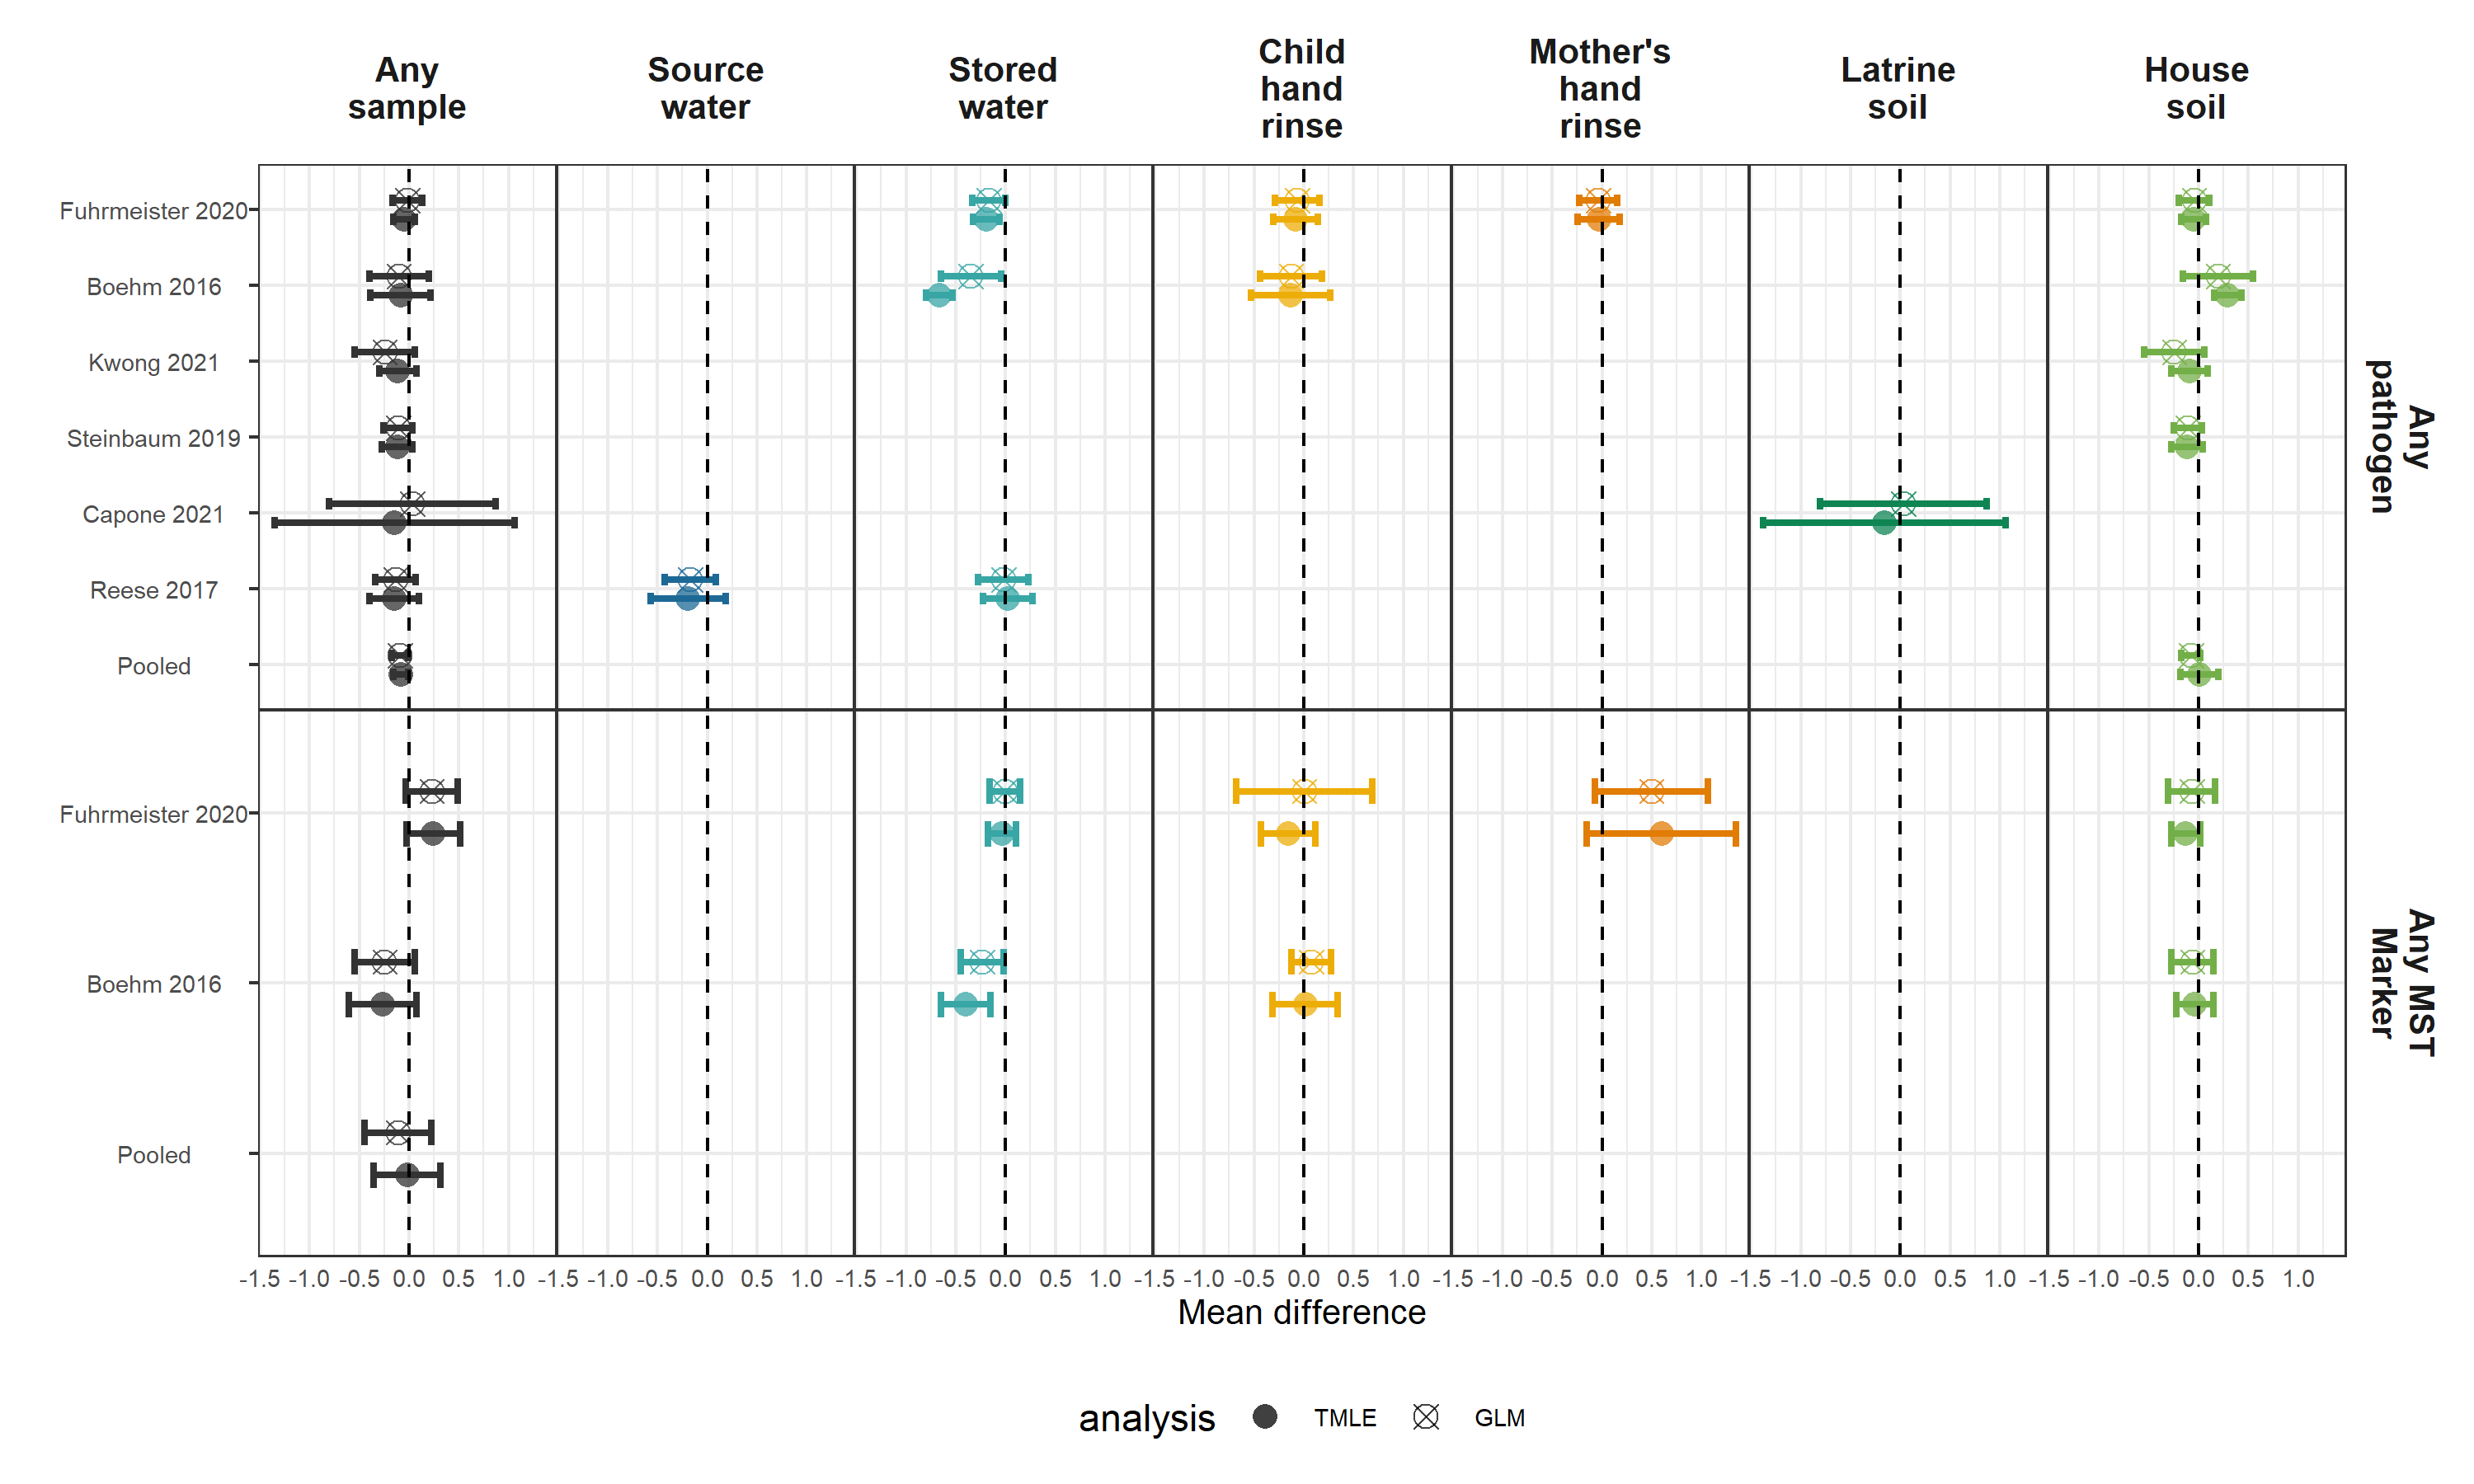 Any
sample
Source
water
Stored
water
Child
hand
rinse
Mother's
hand
rinse
Latrine
soil
House
soil
Fuhrmeister 2020
Boehm 2016
Kwong 2021
Steinbaum 2019
Capone 2021
Reese 2017
Pooled
Any
pathogen
Fuhrmeister 2020
Boehm 2016
Pooled
Any MST
Marker
-1.5 -1.0 -0.5 0.0 0.5 1.0 -1.5 -1.0 -0.5 0.0 0.5 1.0 -1.5 -1.0 -0.5 0.0 0.5 1.0 -1.5 -1.0 -0.5 0.0 0.5 1.0 -1.5 -1.0 -0.5 0.0 0.5 1.0 -1.5 -1.0 -0.5 0.0 0.5 1.0 -1.5 -1.0 -0.5 0.0 0.5 1.0
Mean difference
analysis TMLE GLM